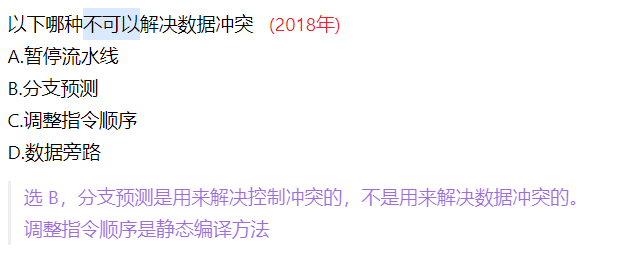 以下哪种不可以解决数据冲突 (2018年)
A.暂停流水线
B.分支预测
C.调整指令顺序
D.数据旁路
选 B，分支预测是用来解决控制冲突的，不是用来解决数据冲突的。
调整指令顺序是静态编译方法